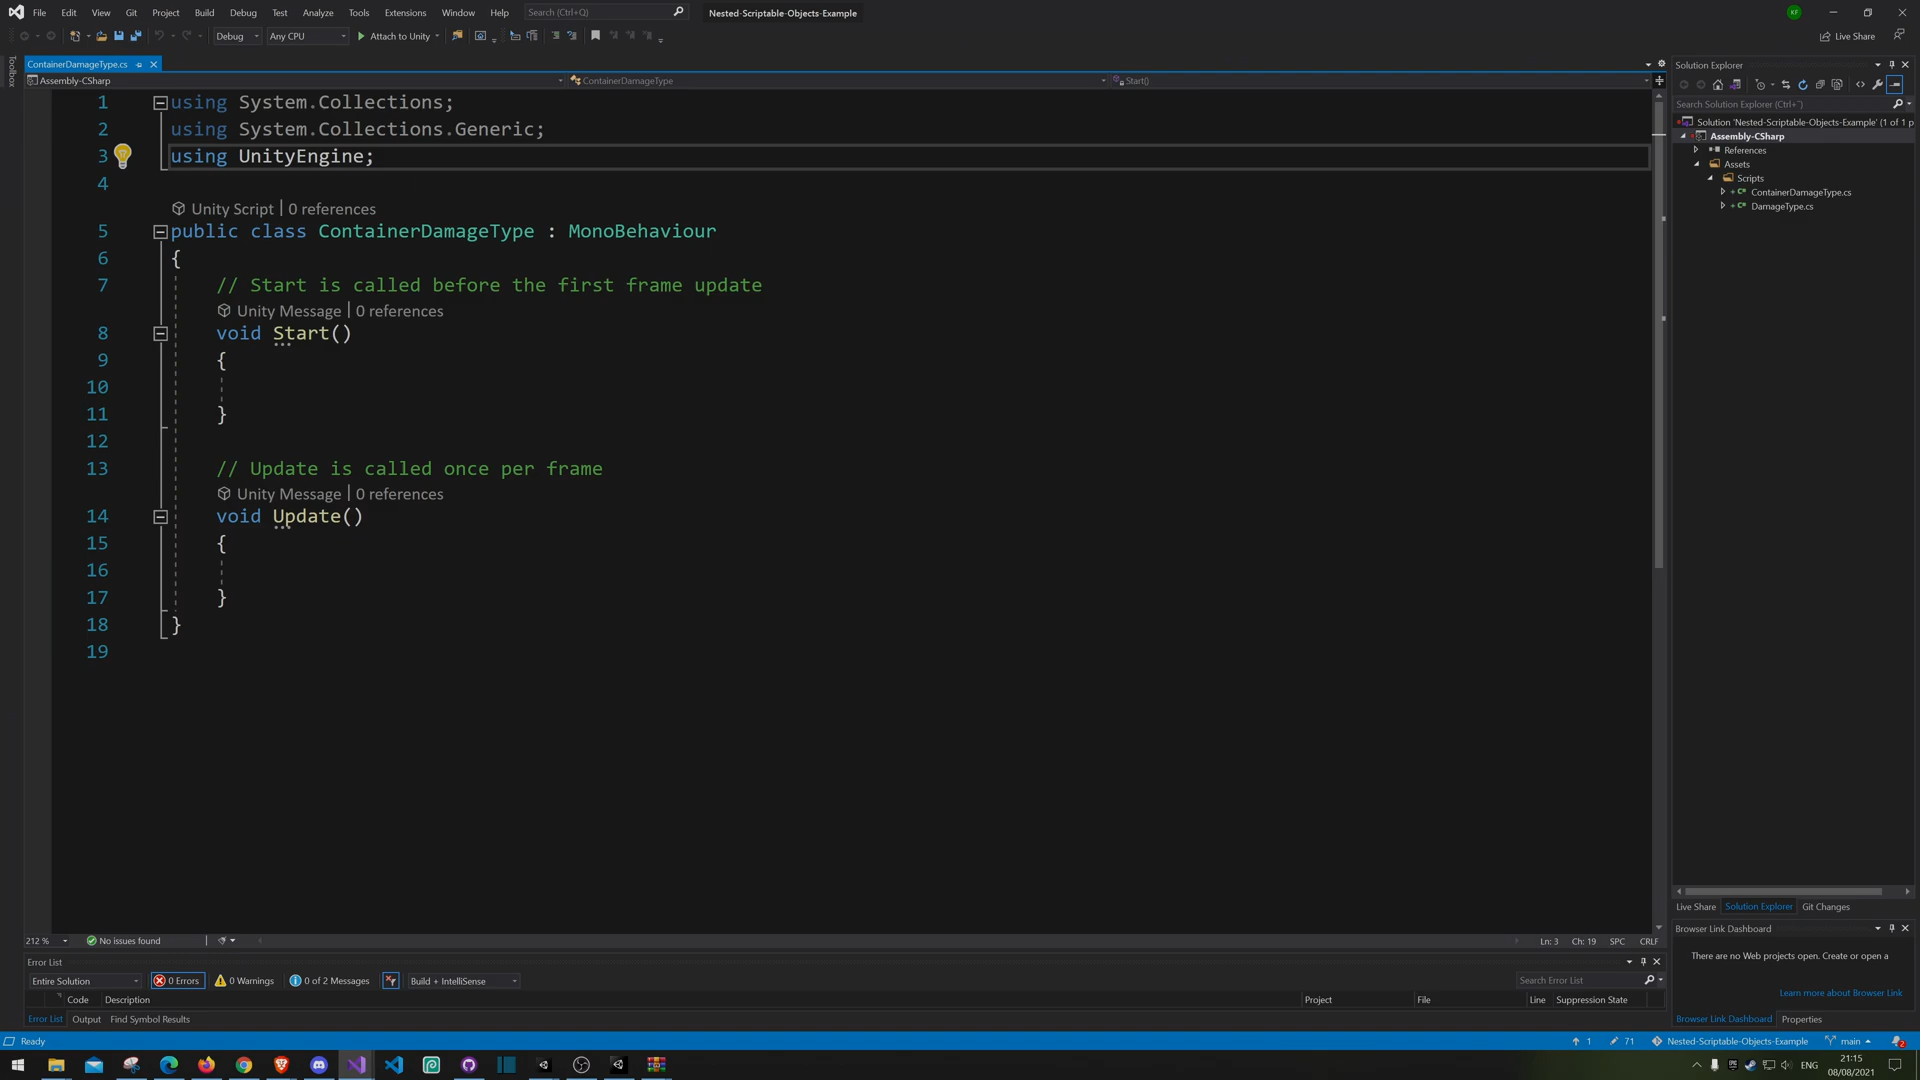 File Edit View Git Project Build Debug Test Analyze Tools Extensions Window Help Search (Ctrl+Q) Nested-Scriptable-Objects-Example KF
Debug Any CPU Attach to Unity Live Share
Toolbox
ContainerDamageType.cs
Assembly-CSharp ContainerDamageType Start()
1 using System.Collections;
2 using System.Collections.Generic;
3 using UnityEngine;
4
Unity Script | 0 references
5 public class ContainerDamageType : MonoBehaviour
6 {
7 // Start is called before the first frame update
Unity Message | 0 references
8 void Start()
9 {
10
11 }
12
13 // Update is called once per frame
Unity Message | 0 references
14 void Update()
15 {
16
17 }
18 }
19
212 % No issues found Ln: 3 Ch: 19 SPC CRLF
Error List
Entire Solution 0 Errors 0 Warnings 0 of 2 Messages Build + IntelliSense Search Error List
Code Description Project File Line Suppression State
Error List Output Find Symbol Results
Solution Explorer
Search Solution Explorer (Ctrl+¨)
Solution 'Nested-Scriptable-Objects-Example' (1 of 1 p
Assembly-CSharp
References
Assets
Scripts
ContainerDamageType.cs
DamageType.cs
Live Share Solution Explorer Git Changes
Browser Link Dashboard
There are no Web projects open. Create or open a
Learn more about Browser Link
Browser Link Dashboard Properties
Ready 1 71 Nested-Scriptable-Objects-Example main 2
ENG 21:15
08/08/2021